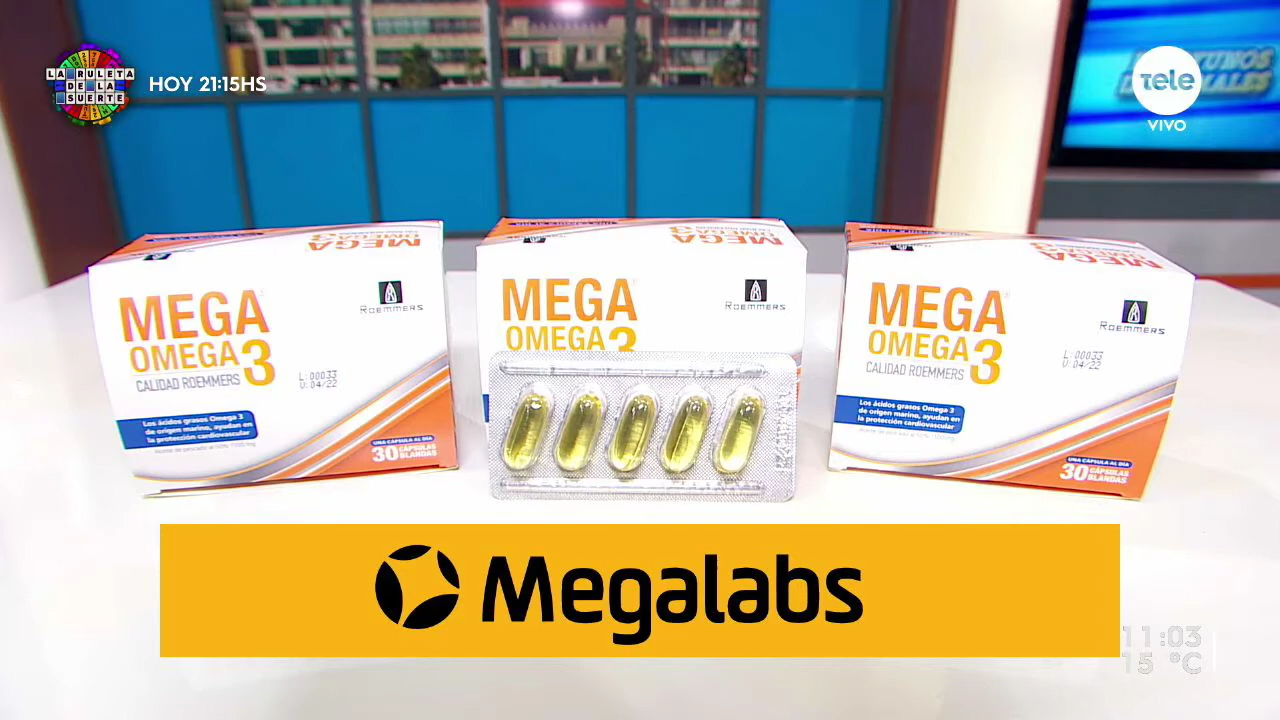 LA RULETA
DE LA
SUERTE
HOY 21:15HS
Tele
VIVO
MEGA
MEGA
OMEGA 3
CALIDAD ROEMMERS
ROEMMERS
L: 00033
V: 04/22
Los ácidos grasos Omega 3
de origen marino, ayudan en
la protección cardiovascular
UNA CÁPSULA AL DÍA
30 CÁPSULAS
BLANDAS
MEGA
MEGA
OMEGA 3
ROEMMERS
MEGA
MEGA
OMEGA 3
CALIDAD ROEMMERS
ROEMMERS
L: 00033
V: 04/22
Los ácidos grasos Omega 3
de origen marino, ayudan en
la protección cardiovascular
UNA CÁPSULA AL DÍA
30 CÁPSULAS
BLANDAS
Megalabs
11:03
15 °C